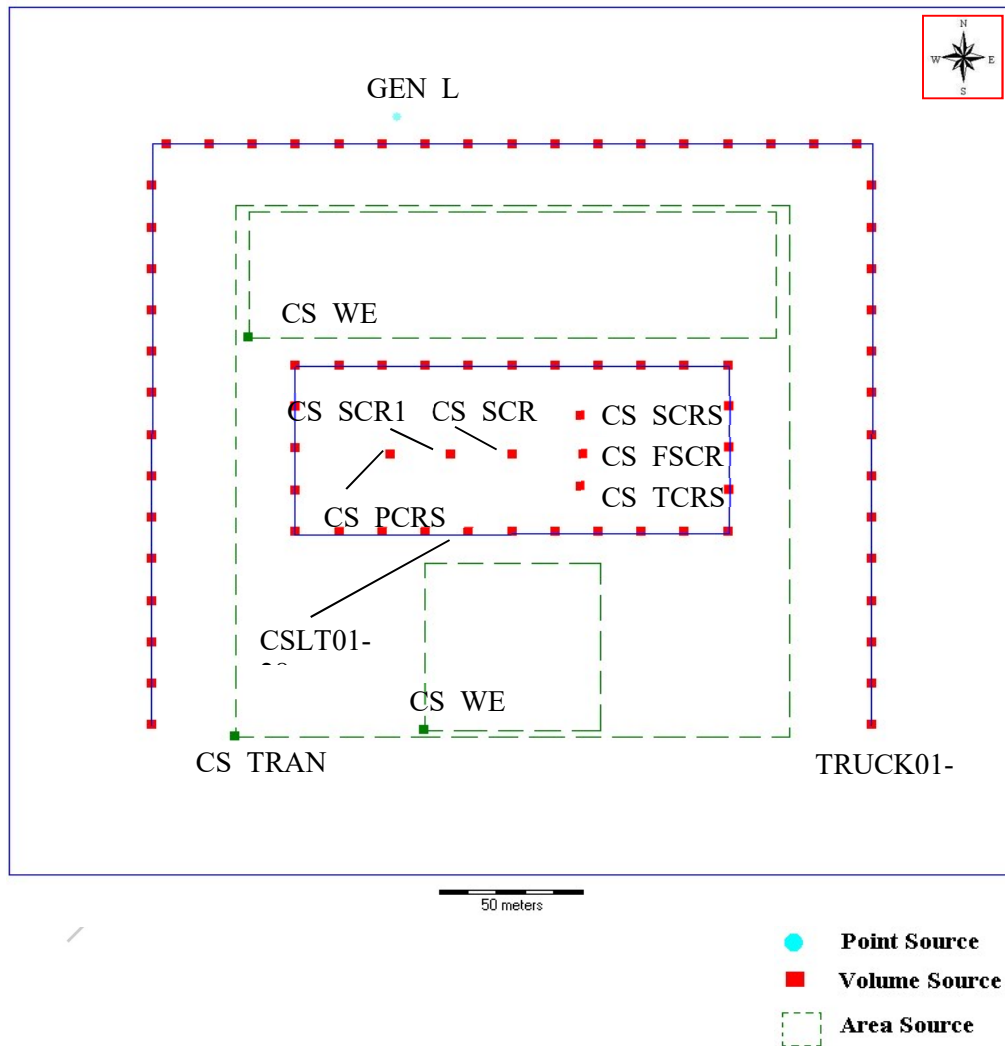 N
W E
S
GEN L
CS WE
CS SCR1 CS SCR CS SCRS
CS FSCR
CS TCRS
CS PCRS
CSLT01-
CS WE
CS TRAN
TRUCK01-
50 meters
Point Source
Volume Source
Area Source